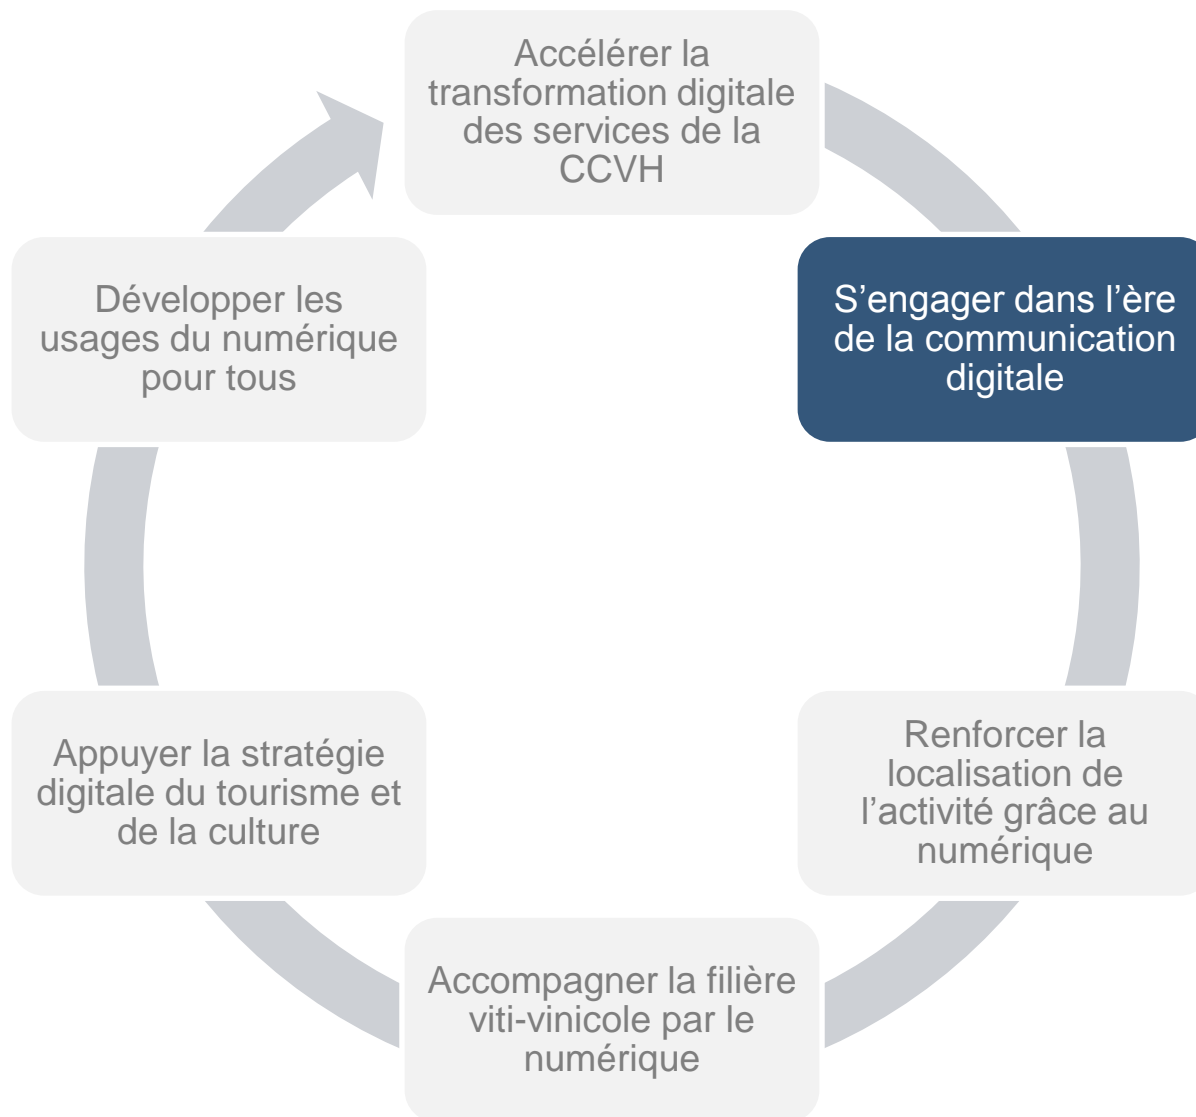 Accélérer la
transformation digitale
des services de la
CCVH
S’engager dans l’ère
de la communication
digitale
Renforcer la
localisation de
l’activité grâce au
numérique
Accompagner la filière
viti-vinicole par le
numérique
Appuyer la stratégie
digitale du tourisme et
de la culture
Développer les
usages du numérique
pour tous